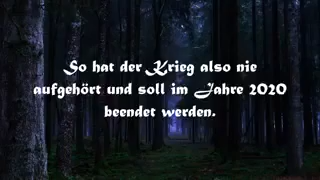 So hat der Krieg also nie
aufgehört und soll im Jahre 2020
beendet werden.